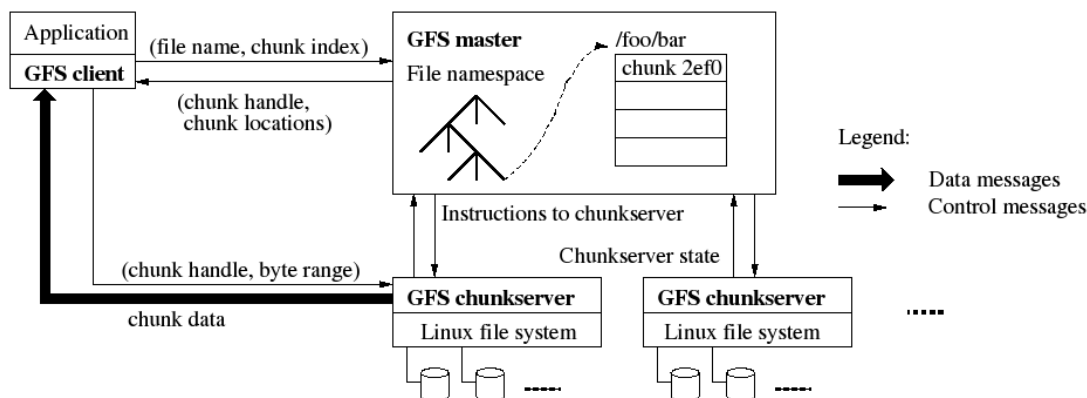 Application
GFS client
(file name, chunk index)
(chunk handle,
chunk locations)
GFS master
File namespace
/foo/bar
chunk 2ef0
Legend:
Data messages
Control messages
Instructions to chunkserver
Chunkserver state
(chunk handle, byte range)
chunk data
GFS chunkserver
Linux file system
GFS chunkserver
Linux file system